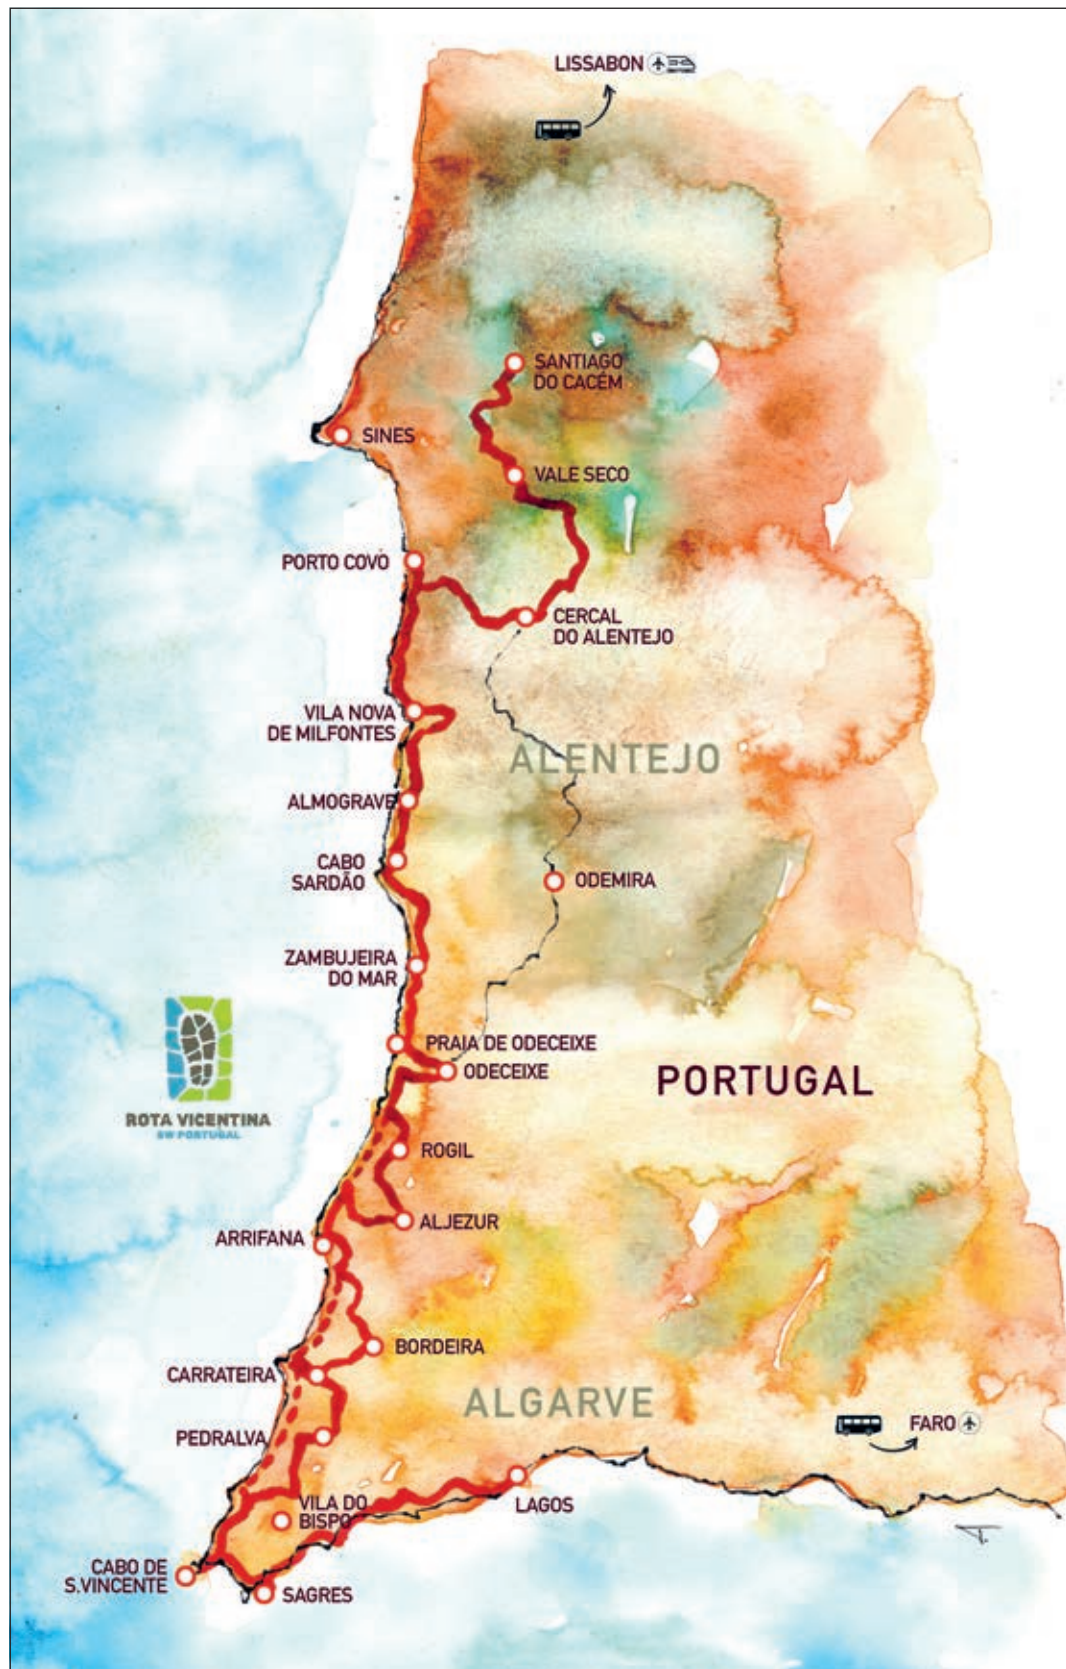 LISSABON
SANTIAGO
DO CACÉM
SINES
VALE SECO
PORTO COVO
CERCAL
DO ALENTEJO
VILA NOVA
DE MILFONTES
ALENTEJO
ALMOGRAVE
CABO
SARDÃO
ODEMIRA
ZAMBUJEIRA
DO MAR
PRAIA DE ODECEIXE
ODECEIXE
PORTUGAL
ROTA VICENTINA
SW PORTUGAL
ROGIL
ALJEZUR
ARRIFANA
BORDEIRA
CARRATEIRA
ALGARVE
PEDRALVA
FARO
LAGOS
VILA DO
BISPO
CABO DE
S.VINCENTE
SAGRES